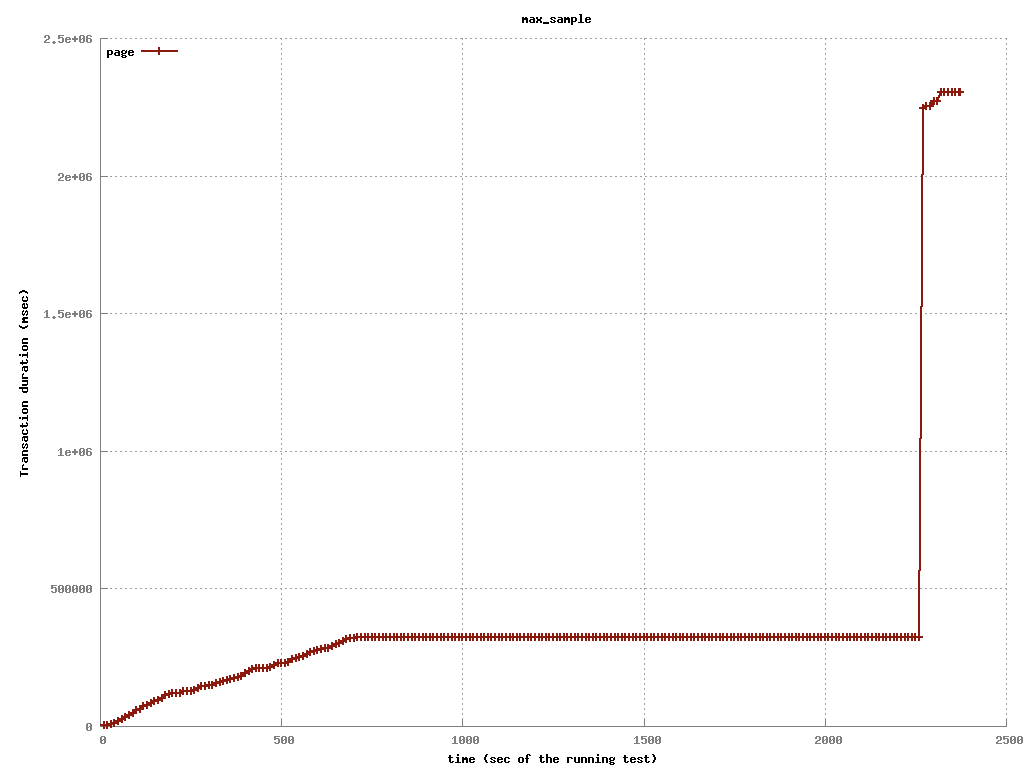 max_sample
2.5e+06
page
2e+06
1.5e+06
1e+06
500000
0
Transaction duration (msec)
0 500 1000 1500 2000 2500
time (sec of the running test)